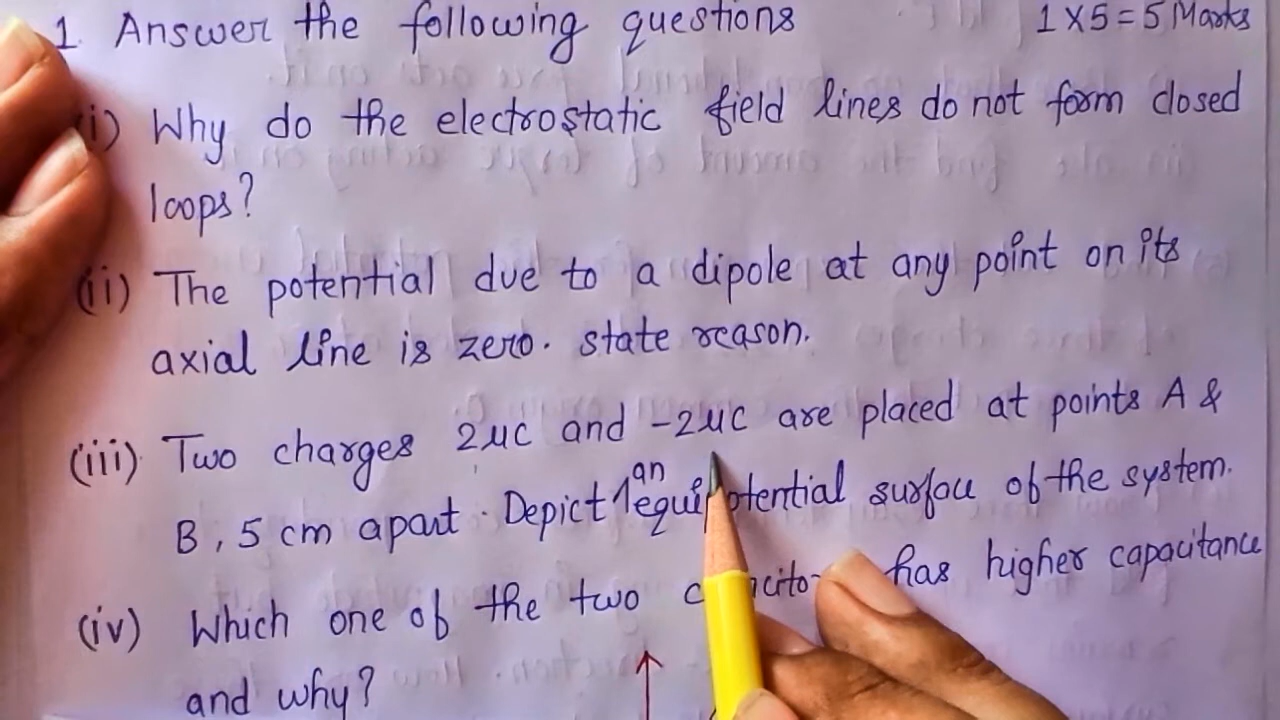 1 Answer the following questions 1 X 5 = 5 Marks
(i) Why do the electrostatic field lines do not form closed
loops?
(ii) The potential due to a dipole at any point on its
axial line is zero. state reason.
(iii) Two charges 2μC and -2μC are placed at points A &
B, 5 cm apart. Depict an equipotential surface of the system.
(iv) Which one of the two has higher capacitance
and why?